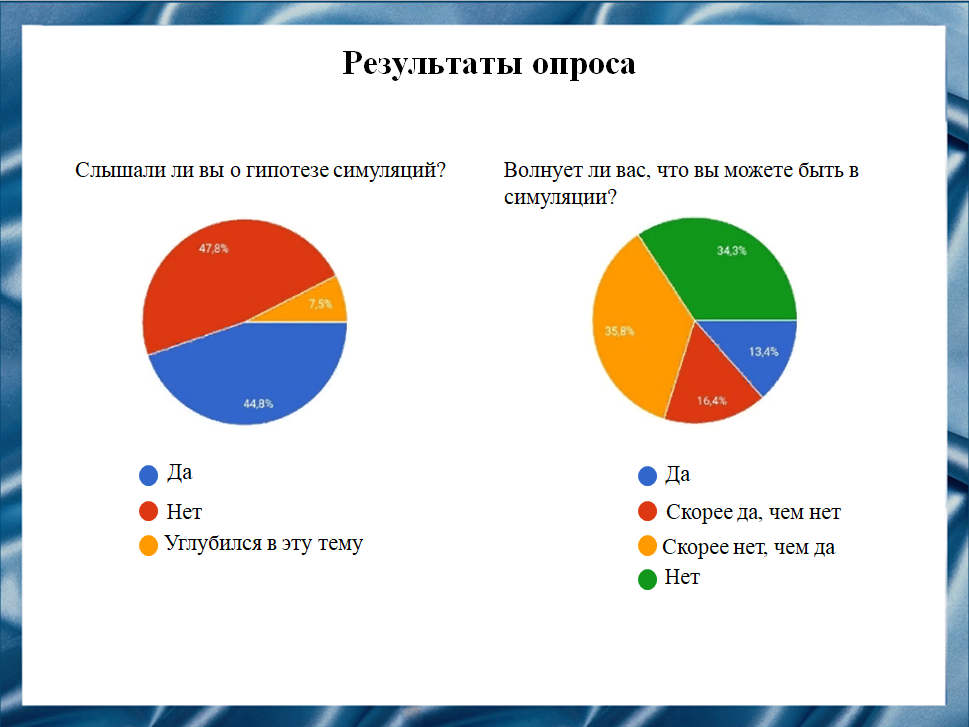 Результаты опроса
Слышали ли вы о гипотезе симуляций?
47,8%
7,5%
44,8%
Да
Нет
Углубился в эту тему
Волнует ли вас, что вы можете быть в
симуляции?
34,3%
35,8%
13,4%
16,4%
Да
Скорее да, чем нет
Скорее нет, чем да
Нет